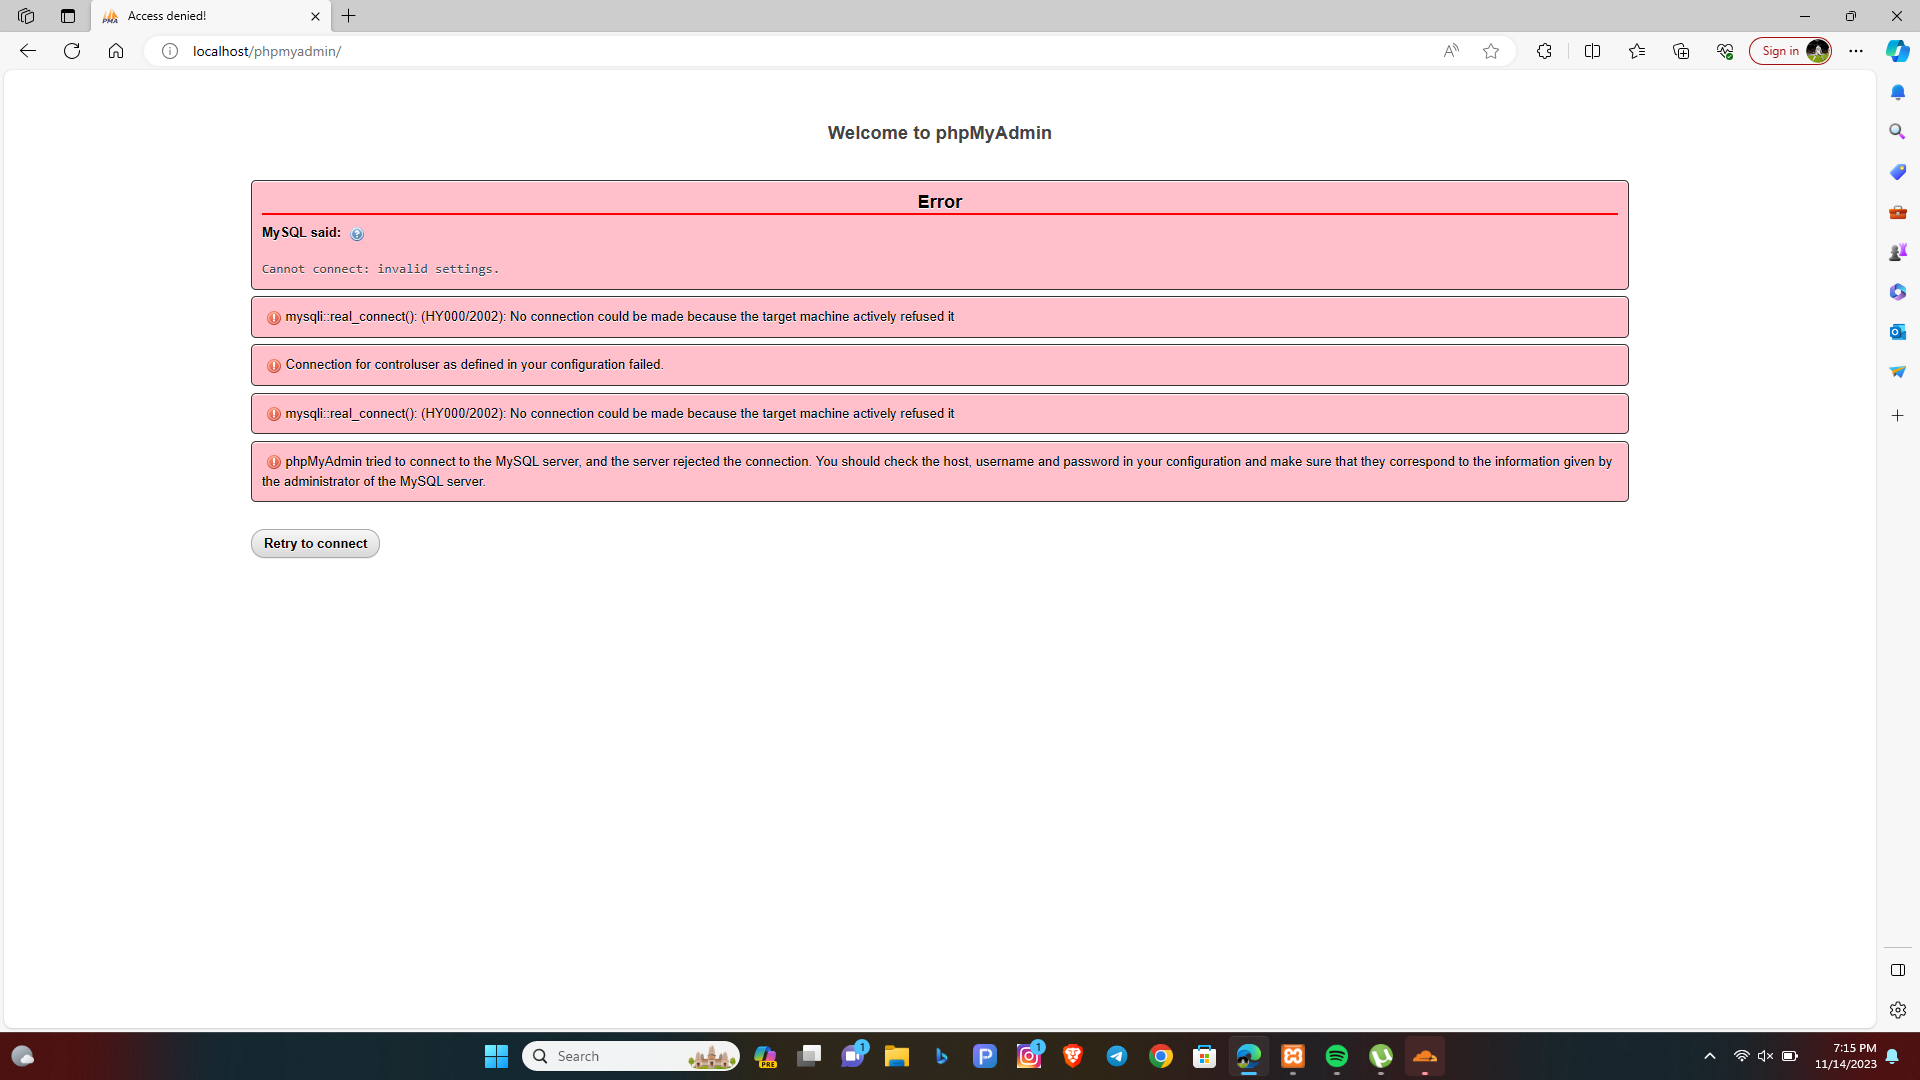 Access denied!
localhost/phpmyadmin/
Sign in
Welcome to phpMyAdmin
Error
MySQL said:
Cannot connect: invalid settings.
mysqli::real_connect(): (HY000/2002): No connection could be made because the target machine actively refused it
Connection for controluser as defined in your configuration failed.
mysqli::real_connect(): (HY000/2002): No connection could be made because the target machine actively refused it
phpMyAdmin tried to connect to the MySQL server, and the server rejected the connection. You should check the host, username and password in your configuration and make sure that they correspond to the information given by
the administrator of the MySQL server.
Retry to connect
Search
PRE
1
1
7:15 PM
11/14/2023